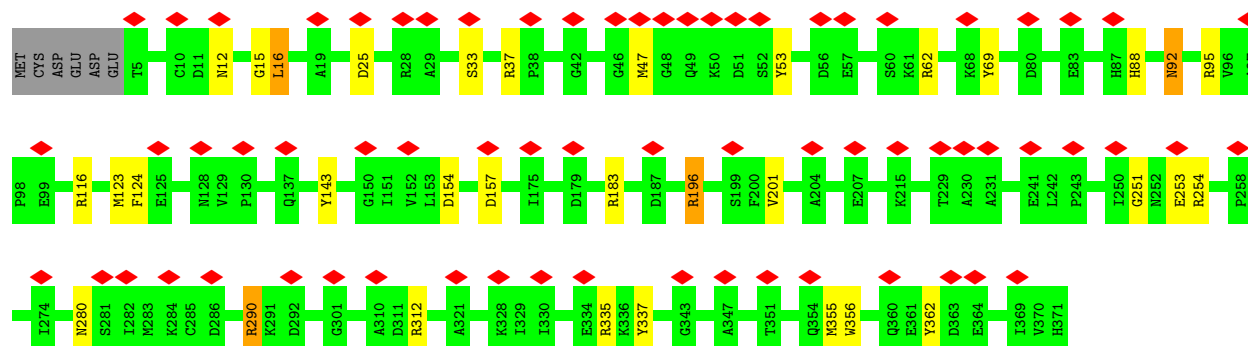 MET CYS ASP GLU ASP GLU T5 C10 D11 N12 G15 L16 A19 D25 R28 A29 S33 R37 P38 G42 G46 M47 G48 Q49 K50 D51 S52 Y53 D56 E57 S60 K61 R62 K68 Y69 D80 E83 H87 H88 N92 R95 V96
P98 E99 R116 M123 F124 E125 N128 V129 P130 Q137 Y143 G150 I151 V152 L153 D154 D157 I175 D179 R183 D187 R196 S199 F200 V201 A204 E207 K215 T229 A230 A231 E241 L242 P243 I250 G251 N252 E253 R254 P258
I274 N280 S281 I282 M283 K284 C285 D286 R290 K291 D292 G301 A310 D311 R312 A321 K328 I329 I330 E334 R335 K336 Y337 G343 A347 T351 Q354 M355 W356 Q360 E361 Y362 D363 E364 I369 V370 H371